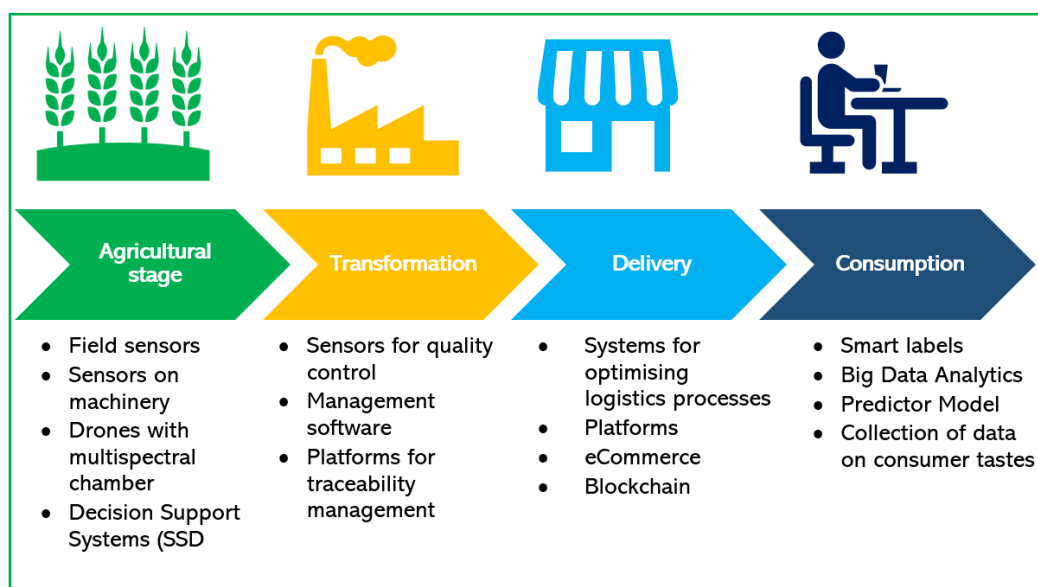 Agricultural
stage
Transformation
Delivery
Consumption
• Field sensors
• Sensors on
machinery
• Drones with
multispectral
chamber
• Decision Support
Systems (SSD
• Sensors for quality
control
• Management
software
• Platforms for
traceability
management
• Systems for
optimising
logistics processes
• Platforms
• eCommerce
• Blockchain
• Smart labels
• Big Data Analytics
• Predictor Model
• Collection of data
on consumer tastes